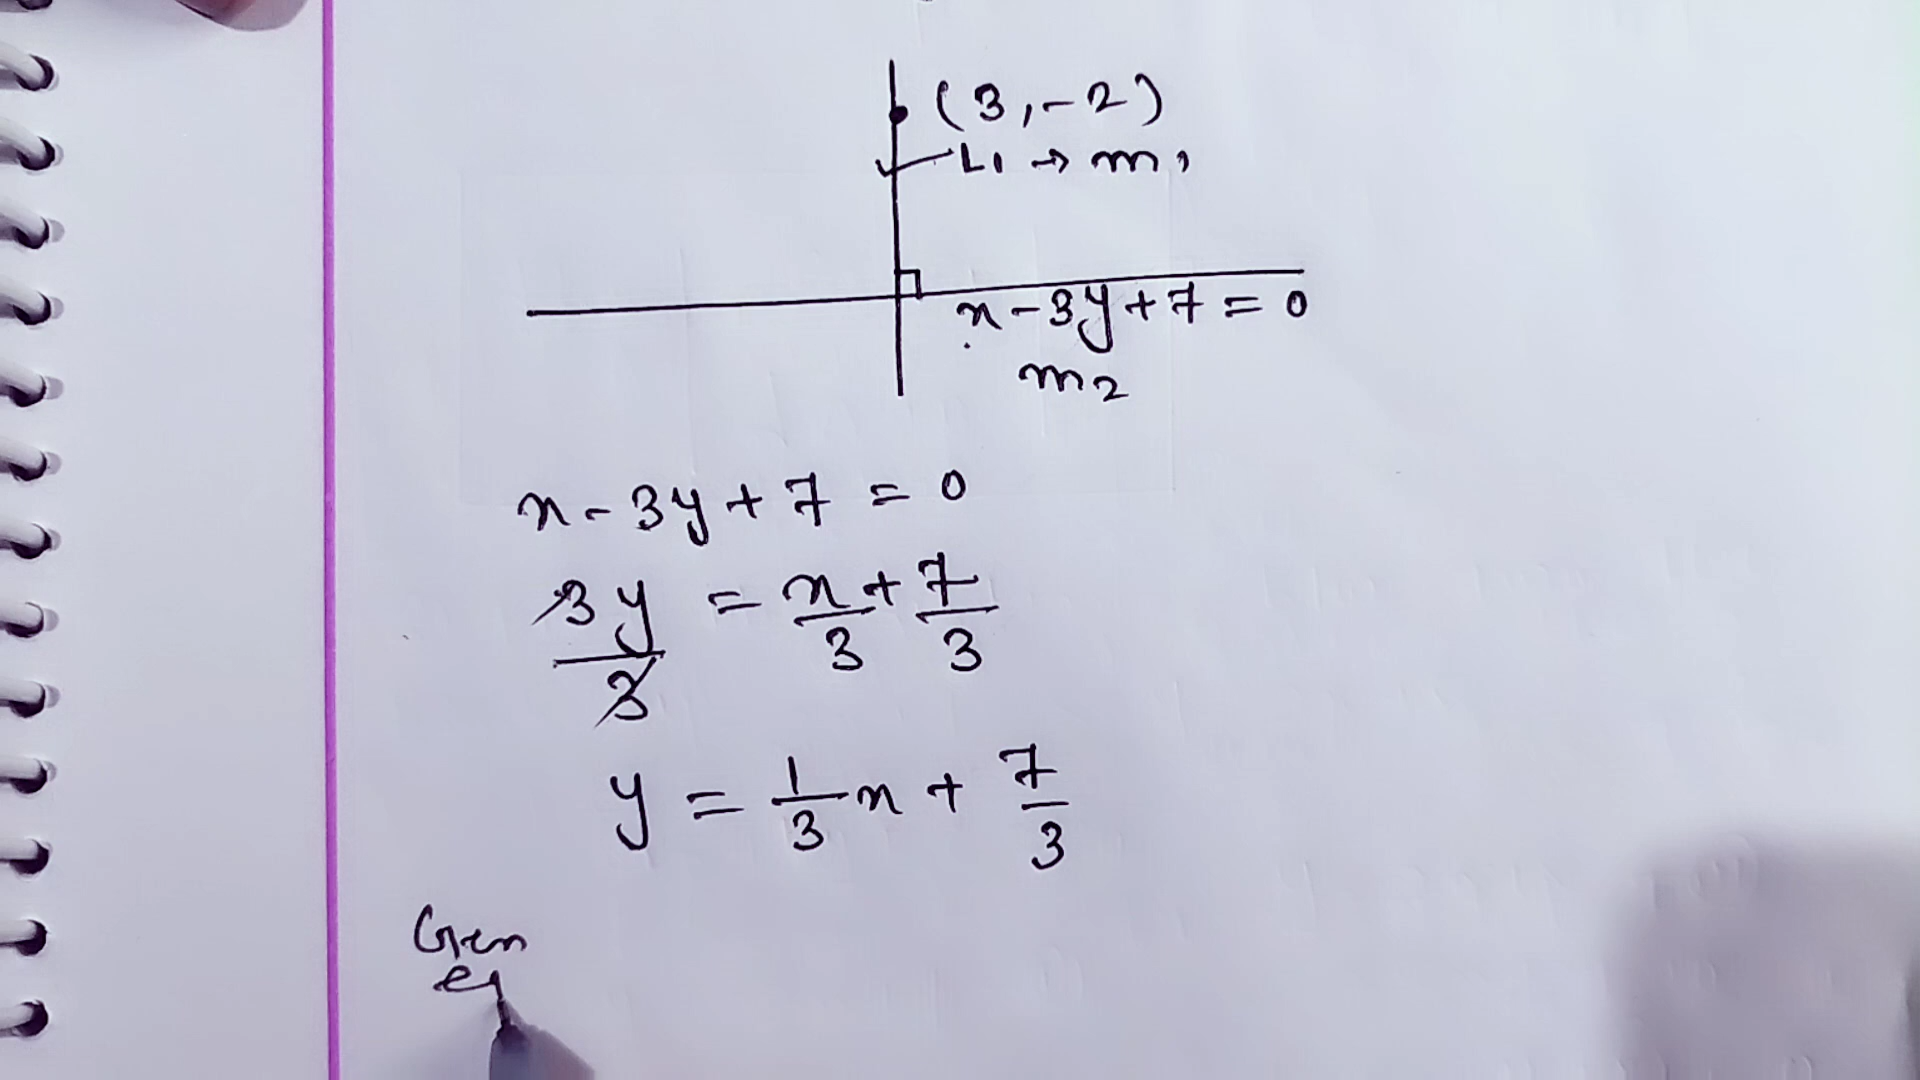 (3,-2)
L1 → m1
x-3y+7=0
m2
x-3y+7=0
3y/3 = x/3 + 7/3
y = 1/3 x + 7/3
Gen
eq